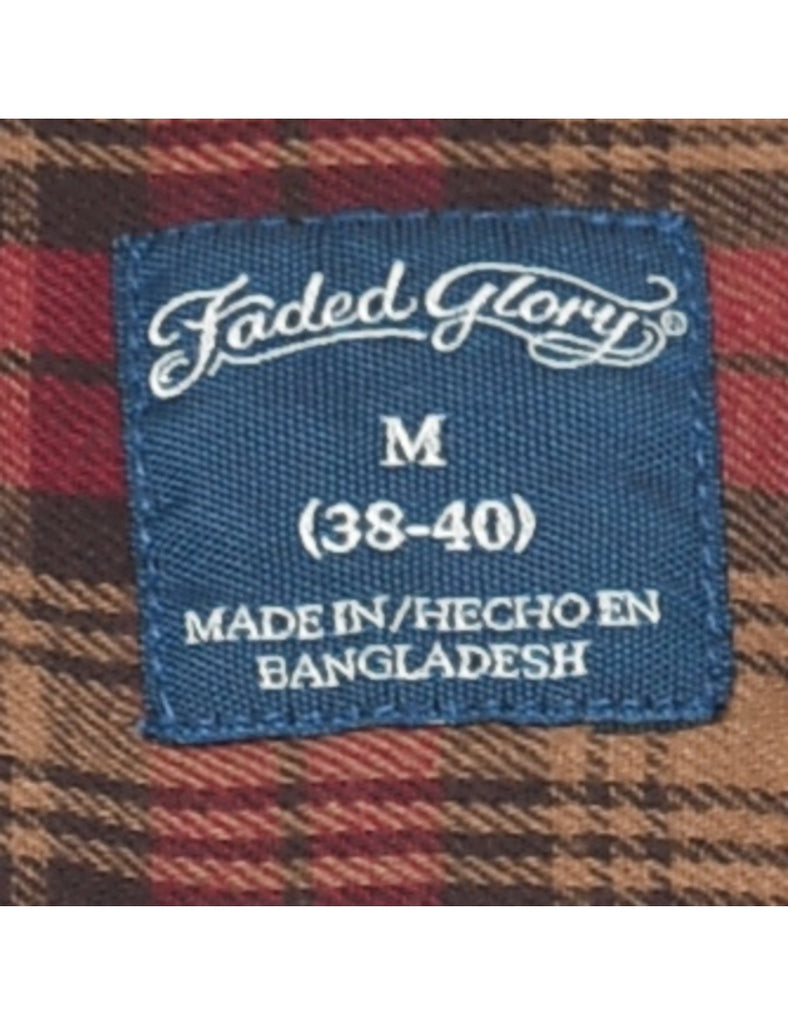 Faded Glory®
M
(38-40)
MADE IN/HECHO EN
BANGLADESH